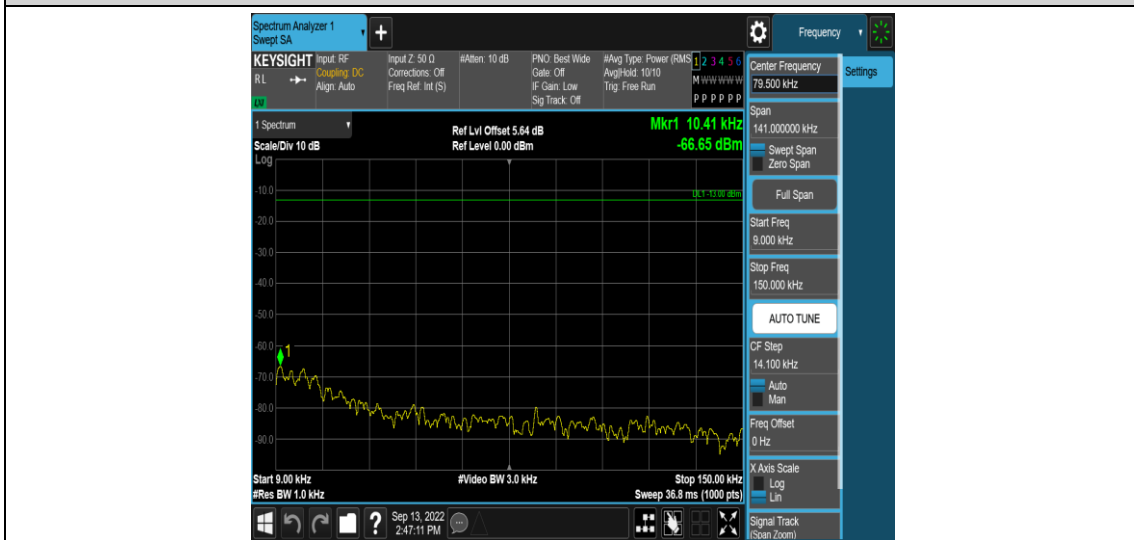 Spectrum Analyzer 1
Swept SA
+
Frequency
KEYSIGHT
RL
LXI
Input: RF
Coupling: DC
Align: Auto
Input Z: 50 Ω
Corrections: Off
Freq Ref: Int (S)
#Atten: 10 dB
PNO: Best Wide
Gate: Off
IF Gain: Low
Sig Track: Off
#Avg Type: Power (RMS
Avg|Hold: 10/10
Trig: Free Run
1 2 3 4 5 6
M W W W W W
P P P P P P
1 Spectrum
Scale/Div 10 dB
Log
Ref Lvl Offset 5.64 dB
Ref Level 0.00 dBm
Mkr1 10.41 kHz
-66.65 dBm
DL1 -13.00 dBm
-10.0
-20.0
-30.0
-40.0
-50.0
-60.0
1
-70.0
-80.0
-90.0
Start 9.00 kHz
#Res BW 1.0 kHz
#Video BW 3.0 kHz
Stop 150.00 kHz
Sweep 36.8 ms (1000 pts)
Center Frequency
79.500 kHz
Settings
Span
141.000000 kHz
Swept Span
Zero Span
Full Span
Start Freq
9.000 kHz
Stop Freq
150.000 kHz
AUTO TUNE
CF Step
14.100 kHz
Auto
Man
Freq Offset
0 Hz
X Axis Scale
Log
Lin
Signal Track
(Span Zoom)
?
Sep 13, 2022
2:47:11 PM